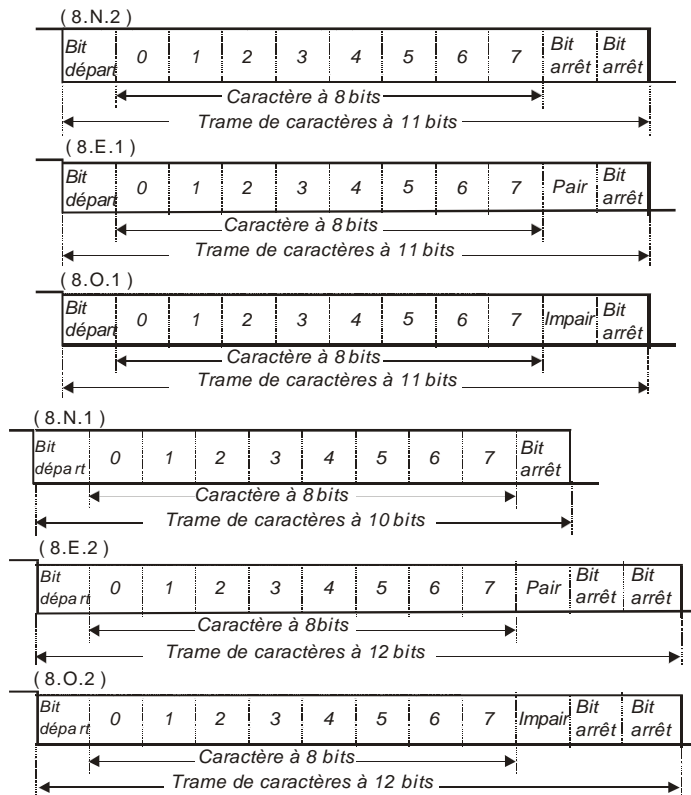 ( 8.N.2 )
Bit départ 0 1 2 3 4 5 6 7 Bit arrêt Bit arrêt
Caractère à 8 bits
Trame de caractères à 11 bits
( 8.E.1 )
Bit départ 0 1 2 3 4 5 6 7 Pair Bit arrêt
Caractère à 8 bits
Trame de caractères à 11 bits
( 8.O.1 )
Bit départ 0 1 2 3 4 5 6 7 Impair Bit arrêt
Caractère à 8 bits
Trame de caractères à 11 bits
( 8.N.1 )
Bit départ 0 1 2 3 4 5 6 7 Bit arrêt
Caractère à 8 bits
Trame de caractères à 10 bits
( 8.E.2 )
Bit départ 0 1 2 3 4 5 6 7 Pair Bit arrêt Bit arrêt
Caractère à 8bits
Trame de caractères à 12 bits
( 8.O.2 )
Bit départ 0 1 2 3 4 5 6 7 Impair Bit arrêt Bit arrêt
Caractère à 8 bits
Trame de caractères à 12 bits